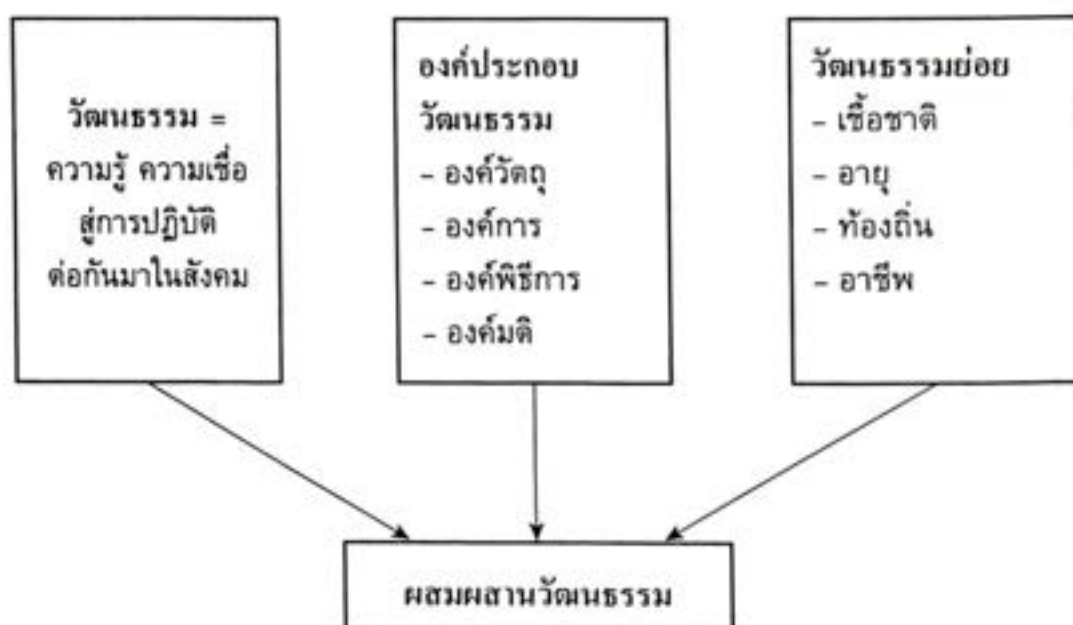 วัฒนธรรม =
ความรู้ ความเชื่อ
สู่การปฏิบัติ
ต่อกันมาในสังคม
องค์ประกอบ
วัฒนธรรม
- องค์วัตถุ
- องค์การ
- องค์พิธีการ
- องค์มติ
วัฒนธรรมย่อย
- เชื้อชาติ
- อายุ
- ท้องถิ่น
- อาชีพ
ผสมผสานวัฒนธรรม